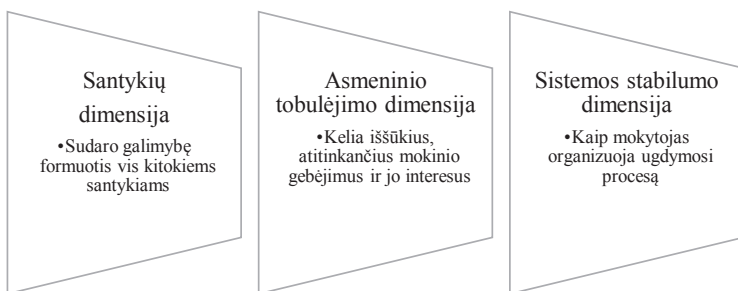 Santykių
dimensija
•Sudaro galimybę
formuotis vis kitokiems
santykiams
Asmeninio
tobulėjimo dimensija
•Kelia iššūkius,
atitinkančius mokinio
gebėjimus ir jo interesus
Sistemos stabilumo
dimensija
•Kaip mokytojas
organizuoja ugdymosi
procesą